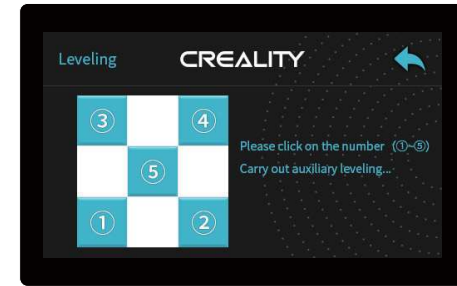 Leveling
CREALITY
③ ④
⑤
① ②
Please click on the number (①~⑤)
Carry out auxiliary leveling...